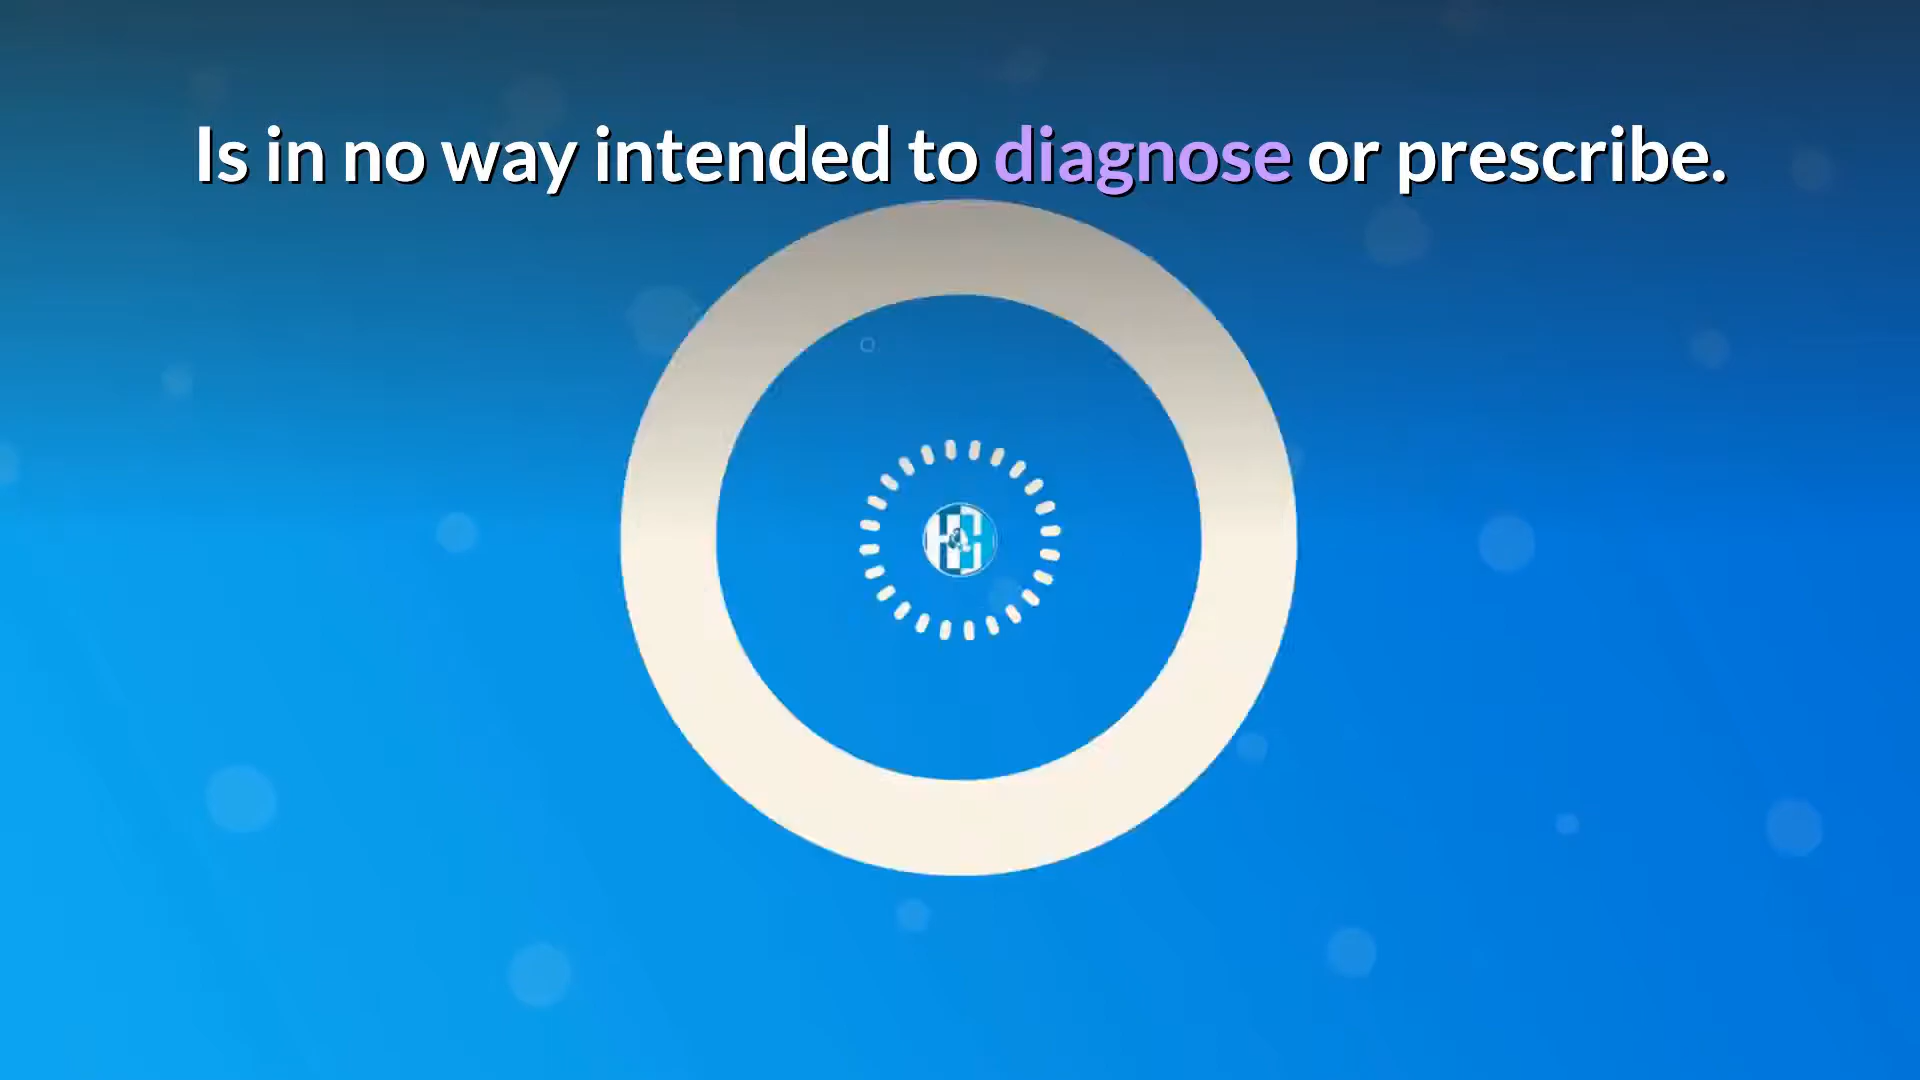 Is in no way intended to diagnose or prescribe.